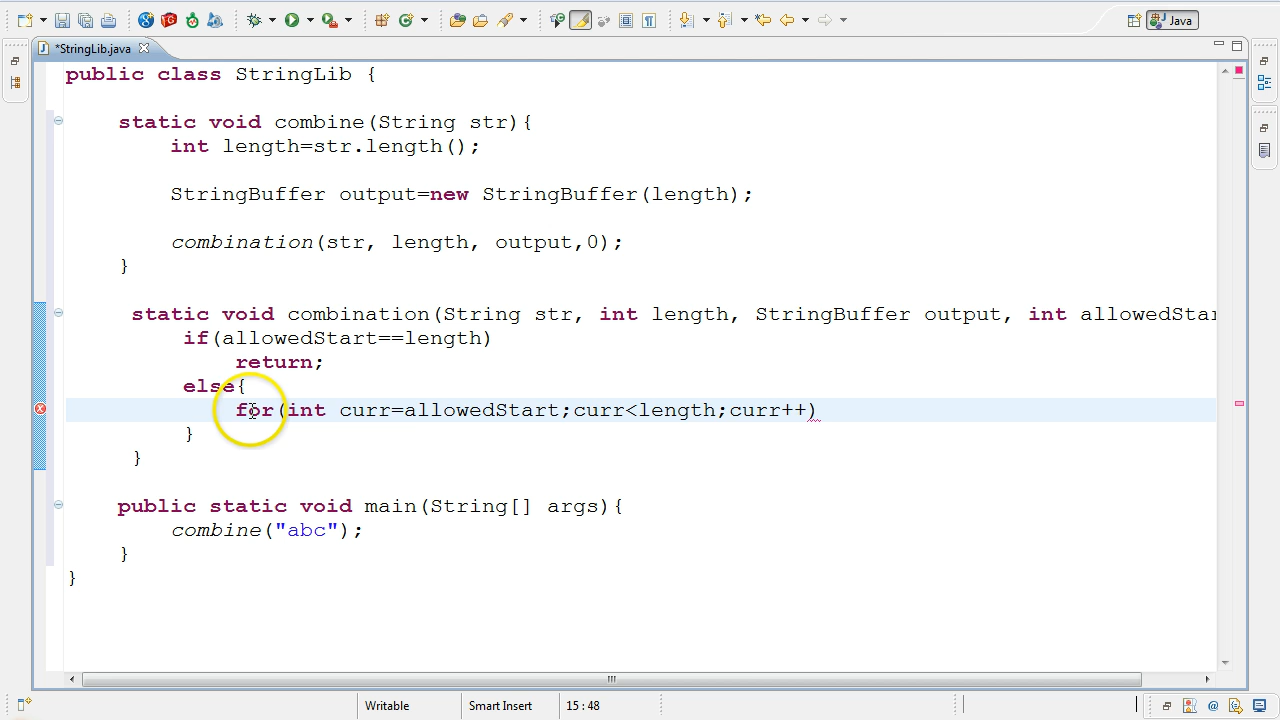 Java
*StringLib.java
public class StringLib {
static void combine(String str){
int length=str.length();
StringBuffer output=new StringBuffer(length);
combination(str, length, output,0);
}
static void combination(String str, int length, StringBuffer output, int allowedStar
if(allowedStart==length)
return;
else{
for(int curr=allowedStart;curr<length;curr++)
}
}
public static void main(String[] args){
combine("abc");
}
}
Writable
Smart Insert
15 : 48